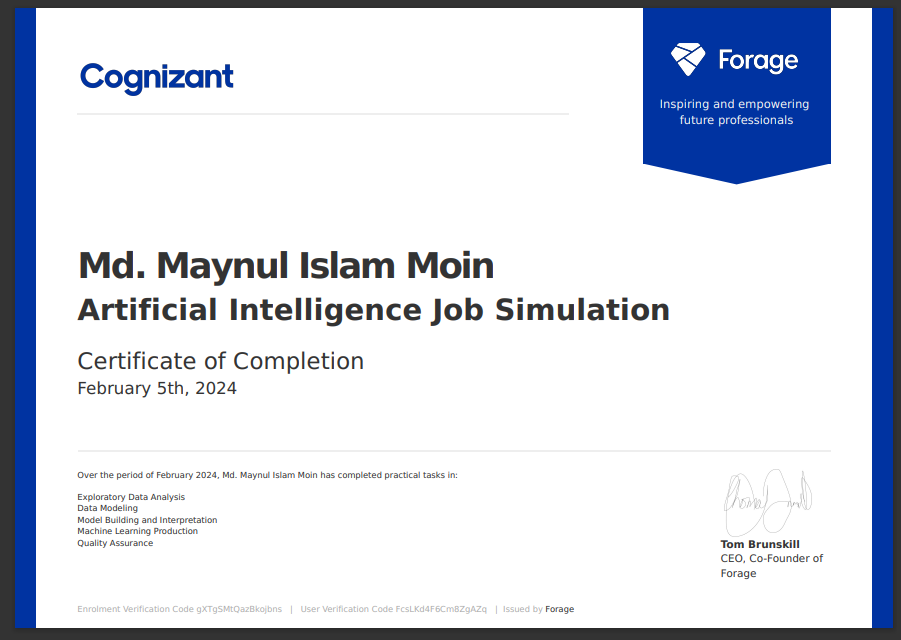 Cognizant
Forage
Inspiring and empowering
future professionals
Md. Maynul Islam Moin
Artificial Intelligence Job Simulation
Certificate of Completion
February 5th, 2024
Over the period of February 2024, Md. Maynul Islam Moin has completed practical tasks in:
Exploratory Data Analysis
Data Modeling
Model Building and Interpretation
Machine Learning Production
Quality Assurance
Tom Brunskill
CEO, Co-Founder of
Forage
Enrolment Verification Code gXTgSMtQazBkojbns | User Verification Code FcsLKd4F6Cm8ZgAZq | Issued by Forage